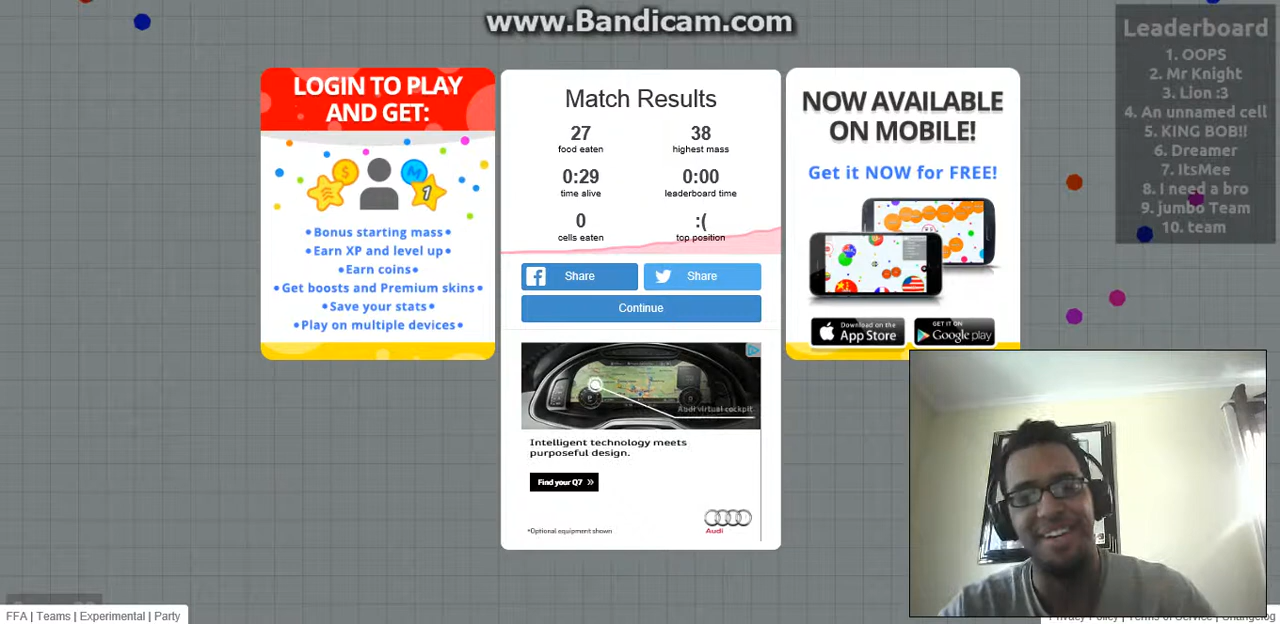 www.Bandicam.com
LOGIN TO PLAY
AND GET:
•Bonus starting mass•
•Earn XP and level up•
•Earn coins•
•Get boosts and Premium skins•
•Save your stats•
•Play on multiple devices•
Match Results
27
food eaten
38
highest mass
0:29
time alive
0:00
leaderboard time
0
cells eaten
:(
top position
Share
Share
Continue
Audi virtual cockpit.
Intelligent technology meets
purposeful design.
Find your Q7 »
*Optional equipment shown
Audi
NOW AVAILABLE
ON MOBILE!
Get it NOW for FREE!
Download on the
App Store
GET IT ON
Google play
Leaderboard
1. OOPS
2. Mr Knight
3. Lion :3
4. An unnamed cell
5. KING BOB!!
6. Dreamer
7. ItsMee
8. I need a bro
9. jumbo Team
10. team
FFA | Teams | Experimental | Party
Privacy Policy | Terms of Service | Changelog